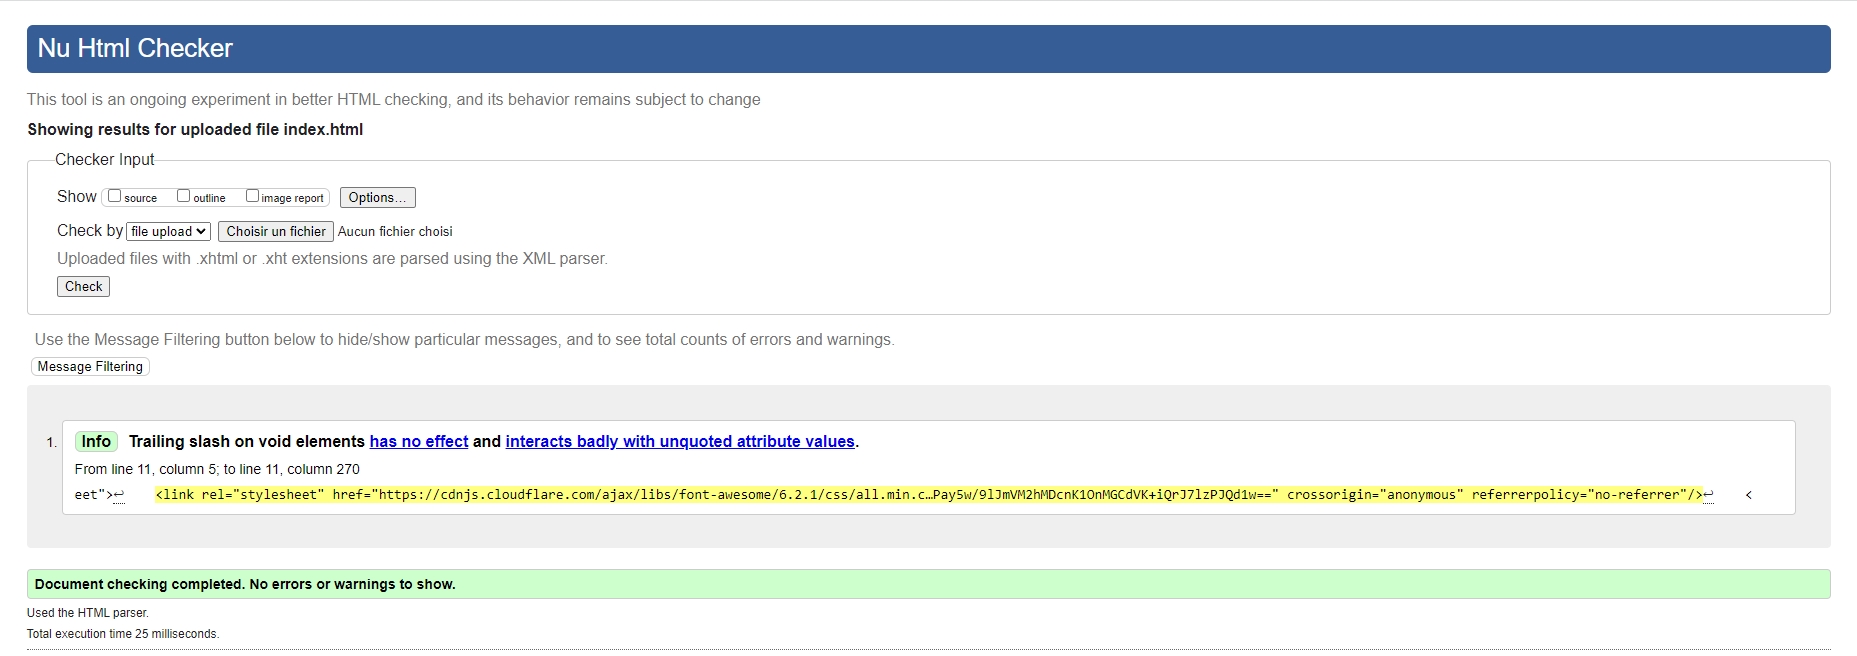 Nu Html Checker
This tool is an ongoing experiment in better HTML checking, and its behavior remains subject to change
Showing results for uploaded file index.html
Checker Input
Show source outline image report Options...
Check by file upload Choisir un fichier Aucun fichier choisi
Uploaded files with .xhtml or .xht extensions are parsed using the XML parser.
Check
Use the Message Filtering button below to hide/show particular messages, and to see total counts of errors and warnings.
Message Filtering
1. Info Trailing slash on void elements has no effect and interacts badly with unquoted attribute values.
From line 11, column 5; to line 11, column 270
eet">↩ <link rel="stylesheet" href="https://cdnjs.cloudflare.com/ajax/libs/font-awesome/6.2.1/css/all.min.c…Pay5w/9lJmVM2hMDcnK1OnMGCdVK+iQrJ7lzPJQd1w==" crossorigin="anonymous" referrerpolicy="no-referrer"/>↩ <
Document checking completed. No errors or warnings to show.
Used the HTML parser.
Total execution time 25 milliseconds.